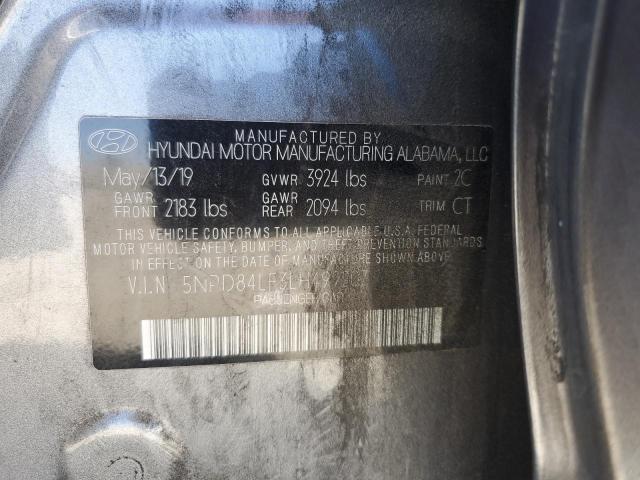 MANUFACTURED BY
HYUNDAI MOTOR MANUFACTURING ALABAMA, LLC
May/13/19 GVWR 3924 lbs PAINT 2C
GAWR FRONT 2183 lbs GAWR REAR 2094 lbs TRIM CT
THIS VEHICLE CONFORMS TO ALL APPLICABLE U.S.A. FEDERAL
MOTOR VEHICLE SAFETY, BUMPER, AND THEFT PREVENTION STANDARDS
IN EFFECT ON THE DATE OF MANUFACTURE SHOWN ABOVE.
V.I.N
PASSENGER CAR